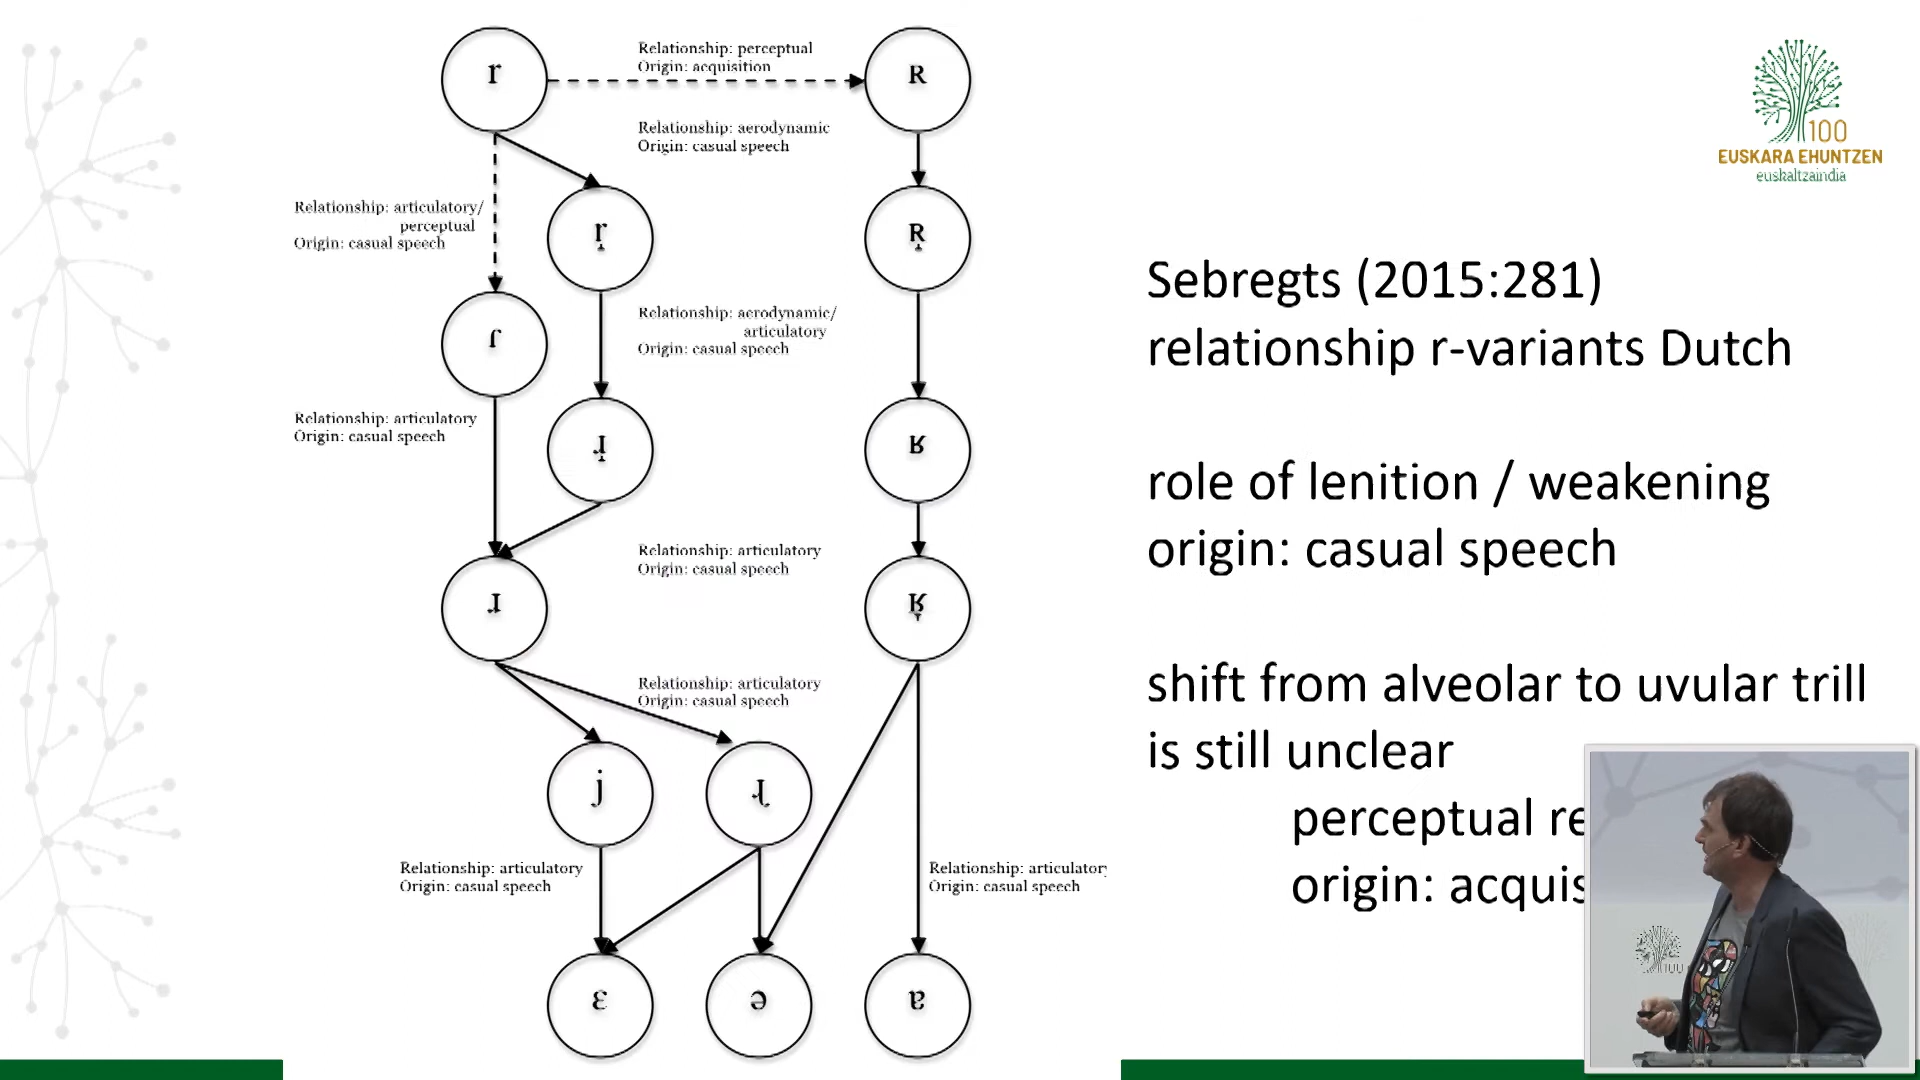 r
Relationship: perceptual
Origin: acquisition
ʀ
Relationship: aerodynamic
Origin: casual speech
Relationship: articulatory/
perceptual
Origin: casual speech
r̝
ʀ̝
Relationship: aerodynamic/
articulatory
Origin: casual speech
ɾ
Relationship: articulatory
Origin: casual speech
ɹ̝
ʁ
Relationship: articulatory
Origin: casual speech
ɹ
ʁ̞
Relationship: articulatory
Origin: casual speech
j
ɻ
Relationship: articulatory
Origin: casual speech
Relationship: articulatory
Origin: casual speech
ɛ
ə
ɐ
100
EUSKARA EHUNTZEN
euskaltzaindia
Sebregts (2015:281)
relationship r-variants Dutch
role of lenition / weakening
origin: casual speech
shift from alveolar to uvular trill
is still unclear
perceptual
origin: